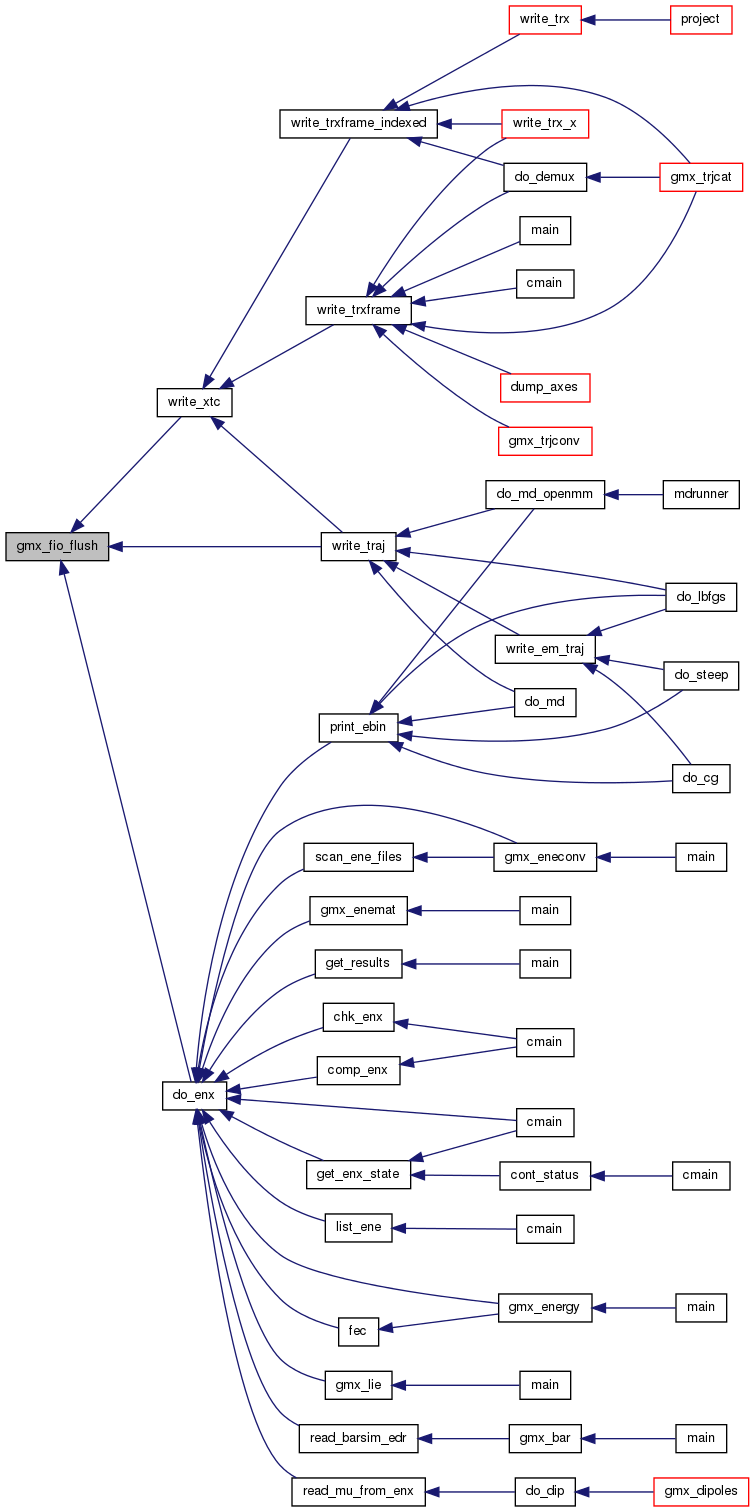 write_trx
project
write_trxframe_indexed
write_trx_x
do_demux
gmx_trjcat
main
cmain
write_trxframe
dump_axes
write_xtc
gmx_trjconv
do_md_openmm
mdrunner
gmx_fio_flush
write_traj
do_lbfgs
write_em_traj
do_steep
do_md
print_ebin
do_cg
scan_ene_files
gmx_eneconv
main
gmx_enemat
main
get_results
main
chk_enx
cmain
comp_enx
do_enx
cmain
get_enx_state
cont_status
cmain
list_ene
cmain
gmx_energy
main
fec
gmx_lie
main
read_barsim_edr
gmx_bar
main
read_mu_from_enx
do_dip
gmx_dipoles